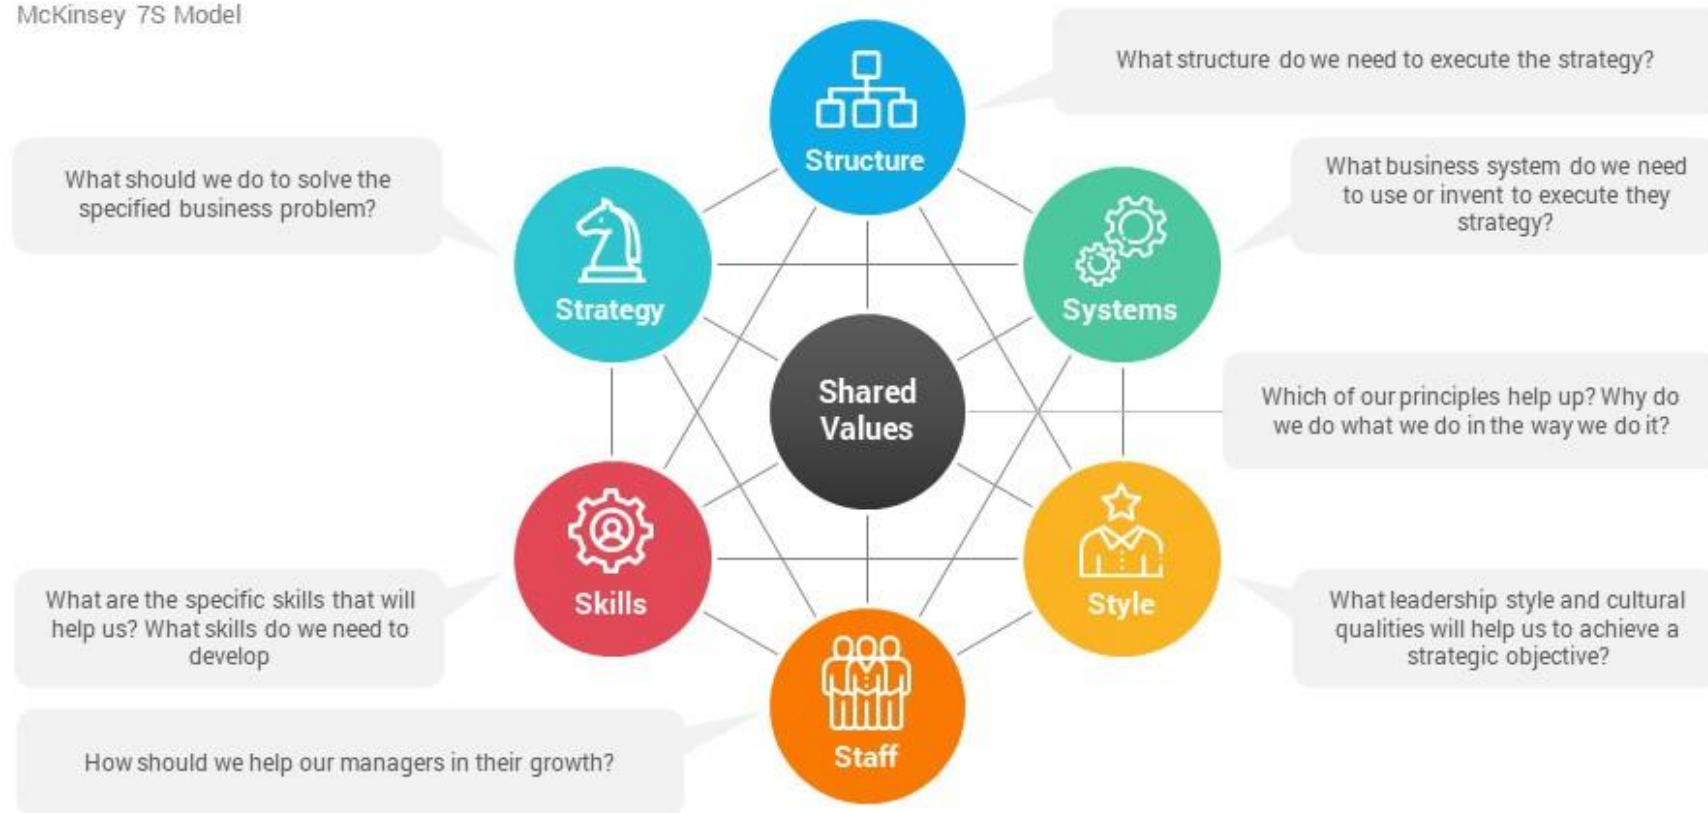 McKinsey 7S Model
What structure do we need to execute the strategy?
Structure
What should we do to solve the
specified business problem?
Strategy
What business system do we need
to use or invent to execute they
strategy?
Systems
Shared
Values
Which of our principles help up? Why do
we do what we do in the way we do it?
What are the specific skills that will
help us? What skills do we need to
develop
Skills
Style
What leadership style and cultural
qualities will help us to achieve a
strategic objective?
How should we help our managers in their growth?
Staff